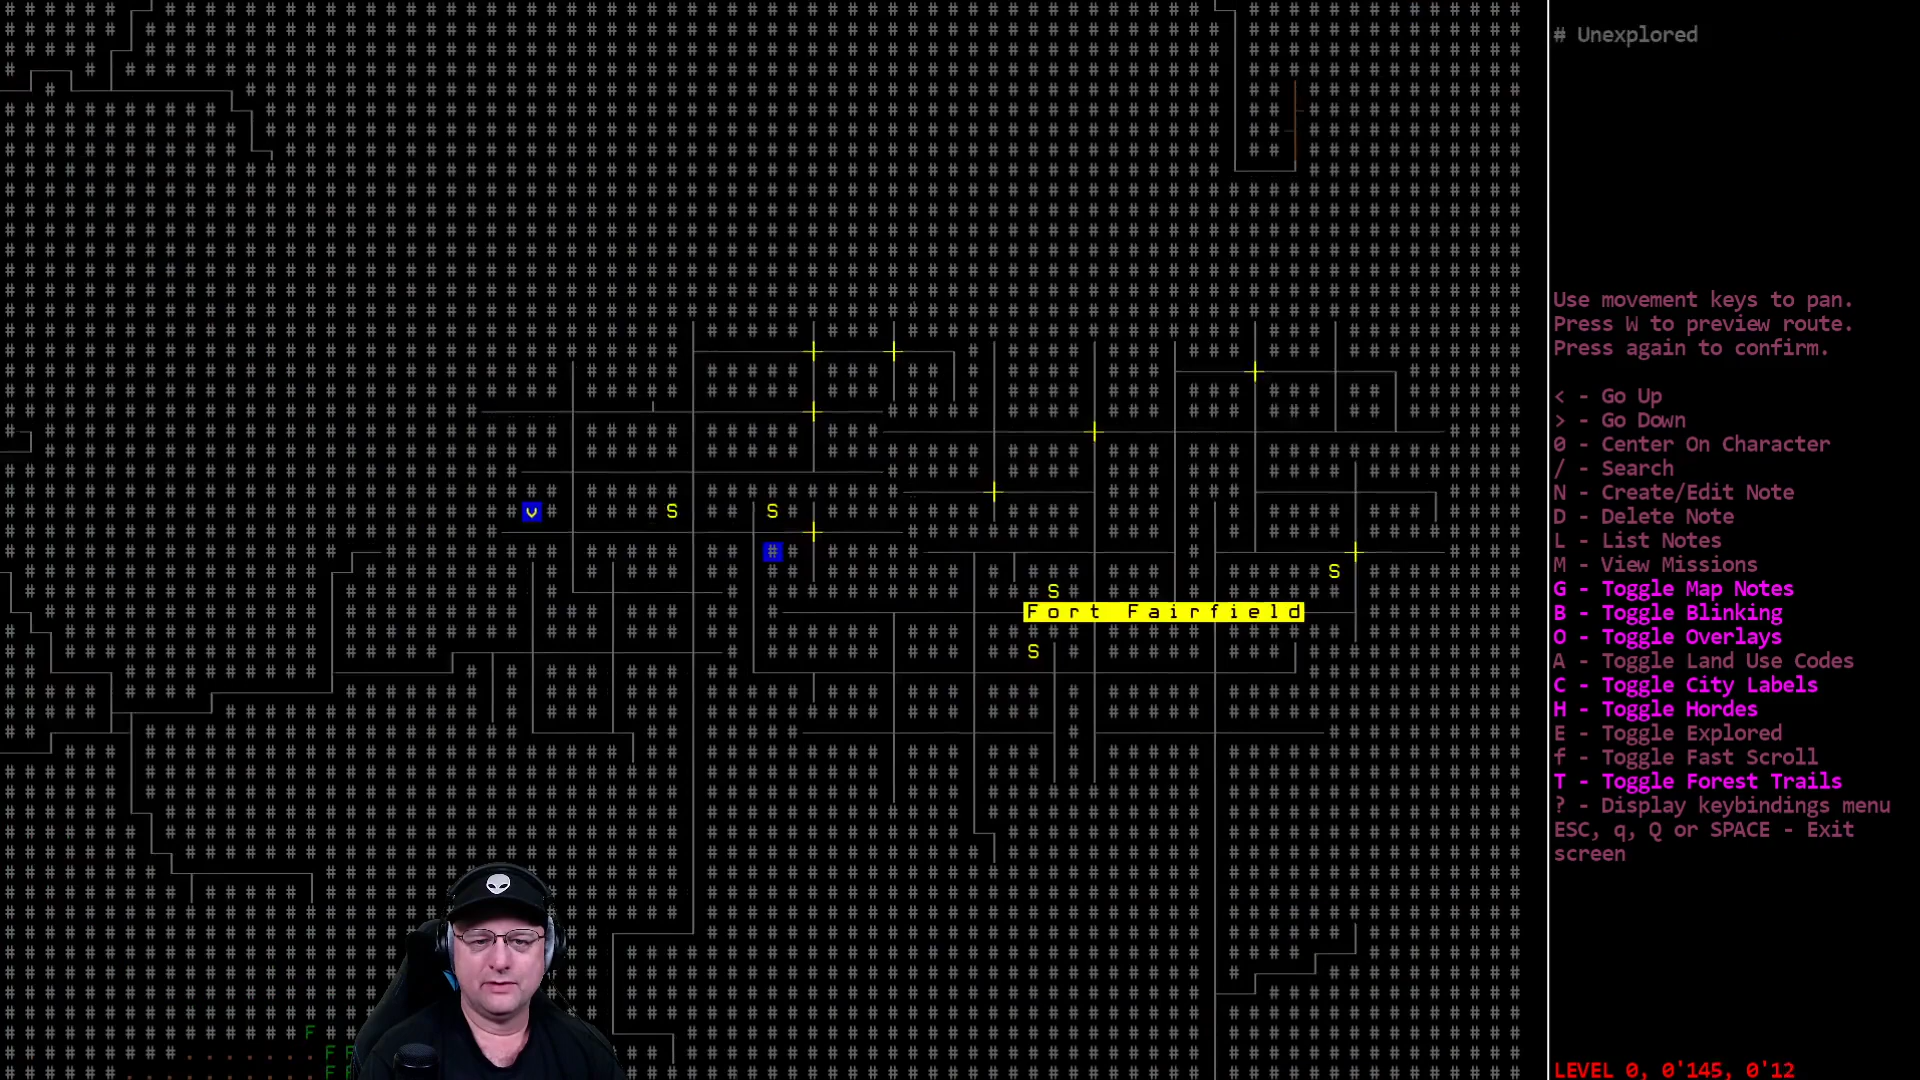 # Unexplored
Use movement keys to pan.
Press W to preview route.
Press again to confirm.
< - Go Up
> - Go Down
0 - Center On Character
/ - Search
N - Create/Edit Note
D - Delete Note
L - List Notes
M - View Missions
G - Toggle Map Notes
B - Toggle Blinking
O - Toggle Overlays
A - Toggle Land Use Codes
C - Toggle City Labels
H - Toggle Hordes
E - Toggle Explored
f - Toggle Fast Scroll
T - Toggle Forest Trails
? - Display keybindings menu
ESC, q, Q or SPACE - Exit
screen
v
S
S
#
S
S
Fort Fairfield
S
F
F F
F
LEVEL 0, 0'145, 0'12